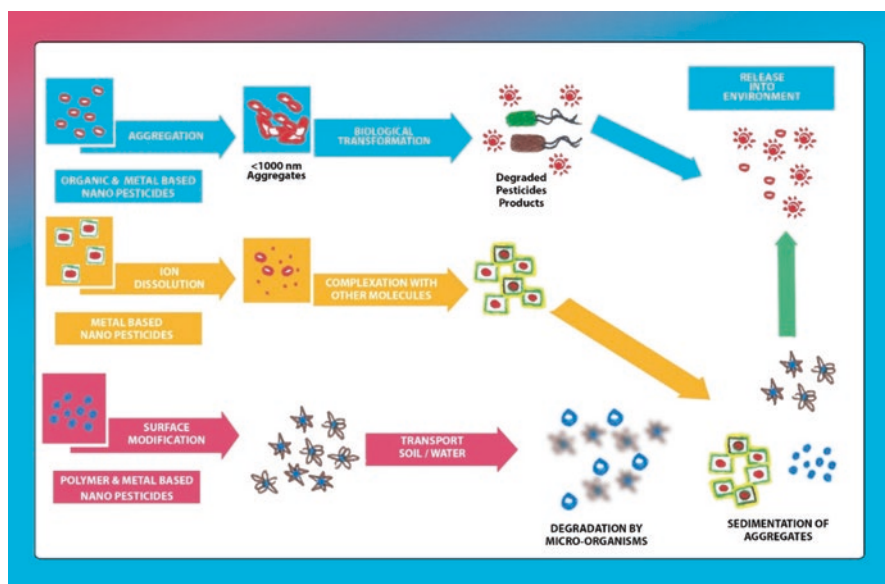 RELEASE
INTO
ENVIRONMENT
AGGREGATION
BIOLOGICAL
TRANSFORMATION
<1000 nm
Aggregates
Degraded
Pesticides
Products
ORGANIC & METAL BASED
NANO PESTICIDES
ION
DISSOLUTION
COMPLEXATION WITH
OTHER MOLECULES
METAL BASED
NANO PESTICIDES
SURFACE
MODIFICATION
TRANSPORT
SOIL / WATER
POLYMER & METAL BASED
NANO PESTICIDES
DEGRADATION BY
MICRO-ORGANISMS
SEDIMENTATION OF
AGGREGATES